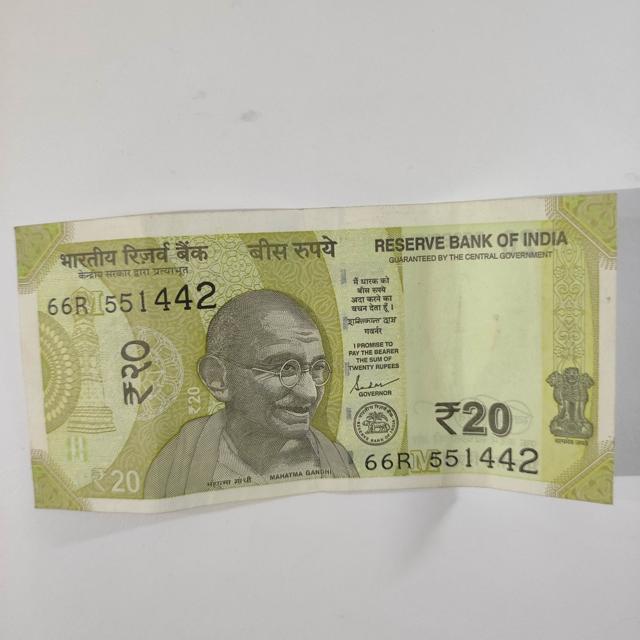 भारतीय रिज़र्व बैंक
केन्द्रीय सरकार द्वारा प्रत्याभूत
बीस रुपये
RESERVE BANK OF INDIA
GUARANTEED BY THE CENTRAL GOVERNMENT
66R 551442
₹२०
₹20
₹20
महात्मा गांधी
MAHATMA GANDHI
मैं धारक को
बीस रुपये
अदा करने का
वचन देता हूँ।
गवर्नर
I PROMISE TO
PAY THE BEARER
THE SUM OF
TWENTY RUPEES
GOVERNOR
₹20
66R 551442
सत्यमेव जयते